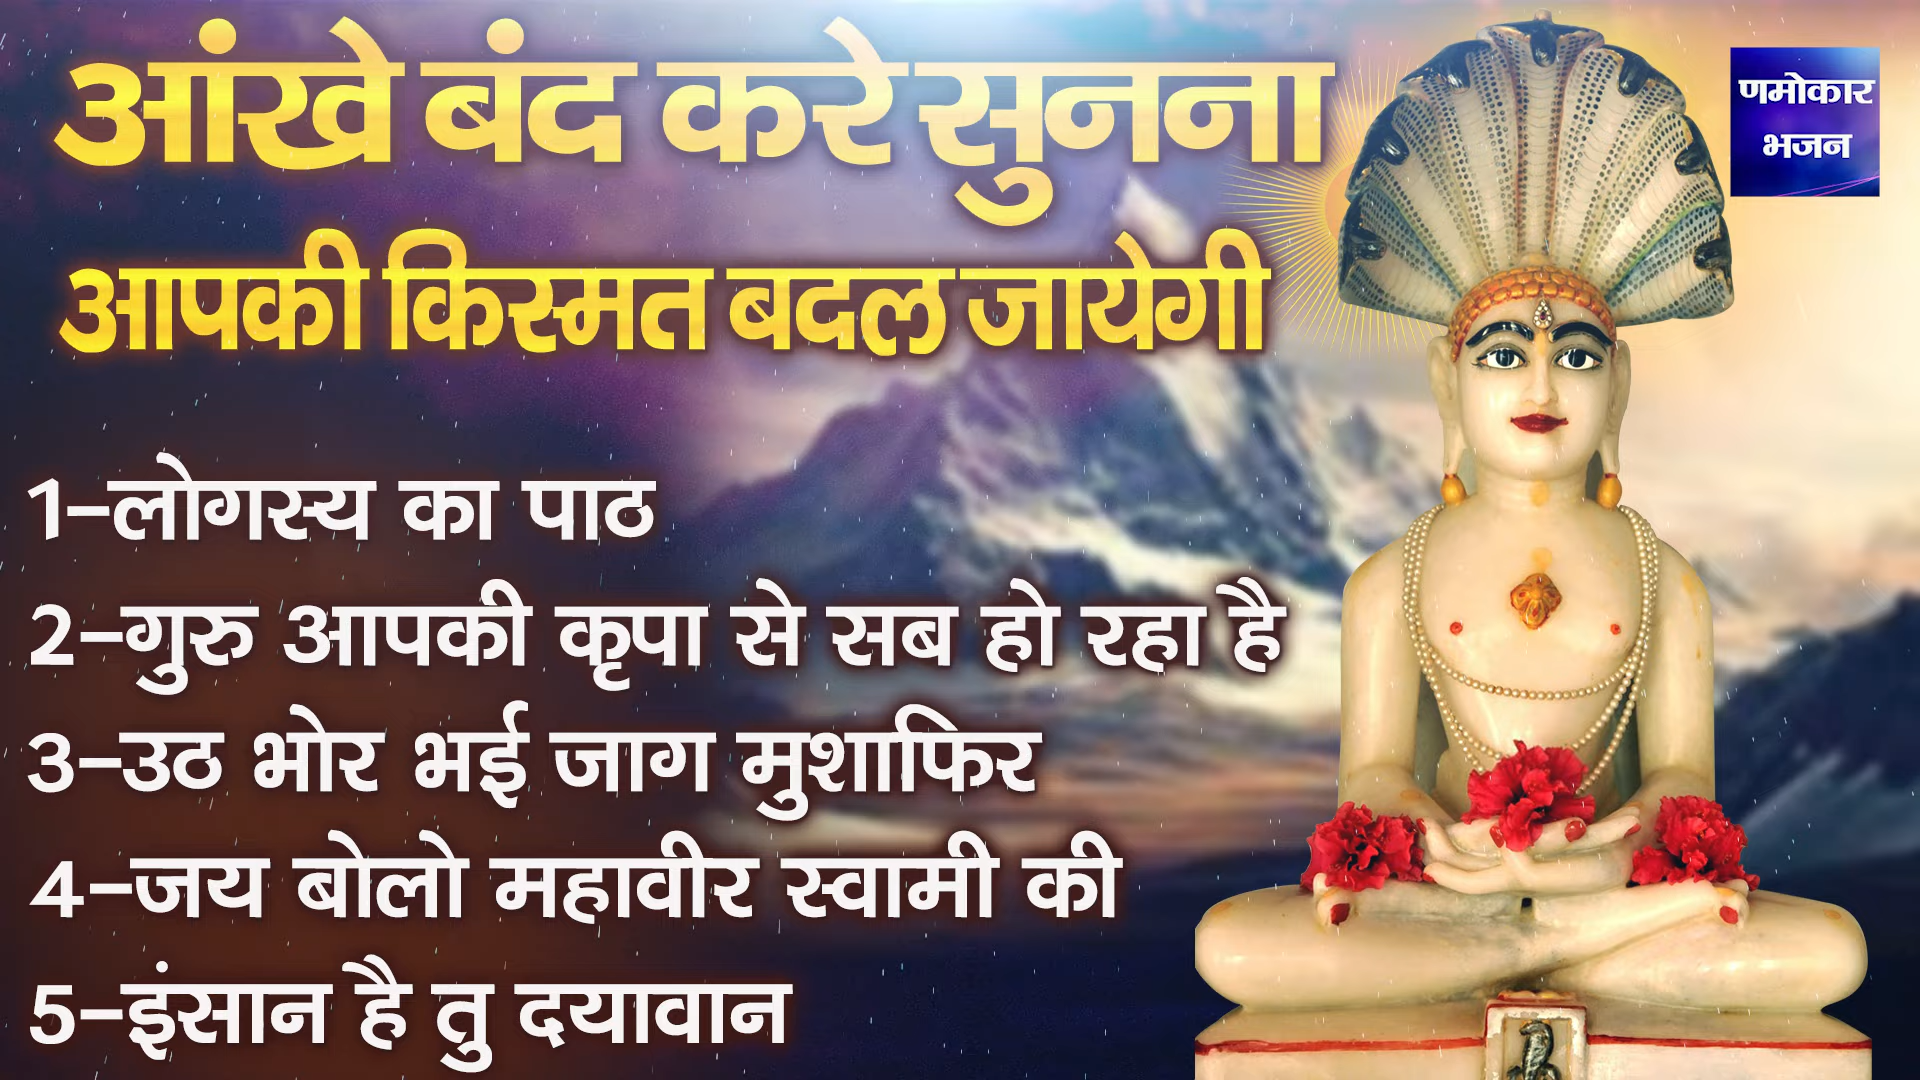 आंखे बंद करे सुनना
आपकी किस्मत बदल जायेगी
णमोकार
भजन
1-लोगस्य का पाठ
2-गुरु आपकी कृपा से सब हो रहा है
3-उठ भोर भई जाग मुशाफिर
4-जय बोलो महावीर स्वामी की
5-इंसान है तु दयावान